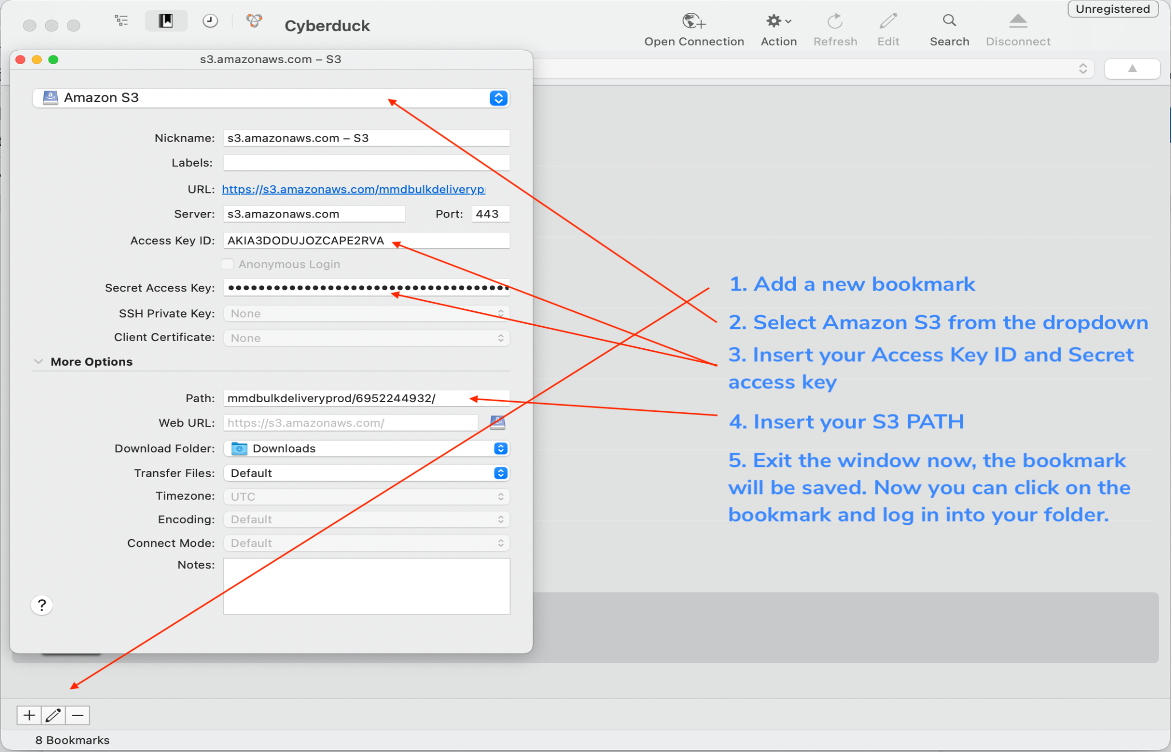 Unregistered
Cyberduck
Open Connection
Action
Refresh
Edit
Search
Disconnect
s3.amazonaws.com – S3
Amazon S3
Nickname: s3.amazonaws.com – S3
Labels:
URL: https://s3.amazonaws.com/mmdbulkdeliveryp
Server: s3.amazonaws.com Port: 443
Access Key ID: AKIA3DODUJOZCAPE2RVA
Anonymous Login
Secret Access Key: ●●●●●●●●●●●●●●●●●●●●●●●●●●●●●●●●●●●●
SSH Private Key: None
Client Certificate: None
More Options
Path: mmdbulkdeliveryprod/6952244932/
Web URL: https://s3.amazonaws.com/
Download Folder: Downloads
Transfer Files: Default
Timezone: UTC
Encoding: Default
Connect Mode: Default
Notes:
?
1. Add a new bookmark
2. Select Amazon S3 from the dropdown
3. Insert your Access Key ID and Secret
access key
4. Insert your S3 PATH
5. Exit the window now, the bookmark
will be saved. Now you can click on the
bookmark and log in into your folder.
8 Bookmarks